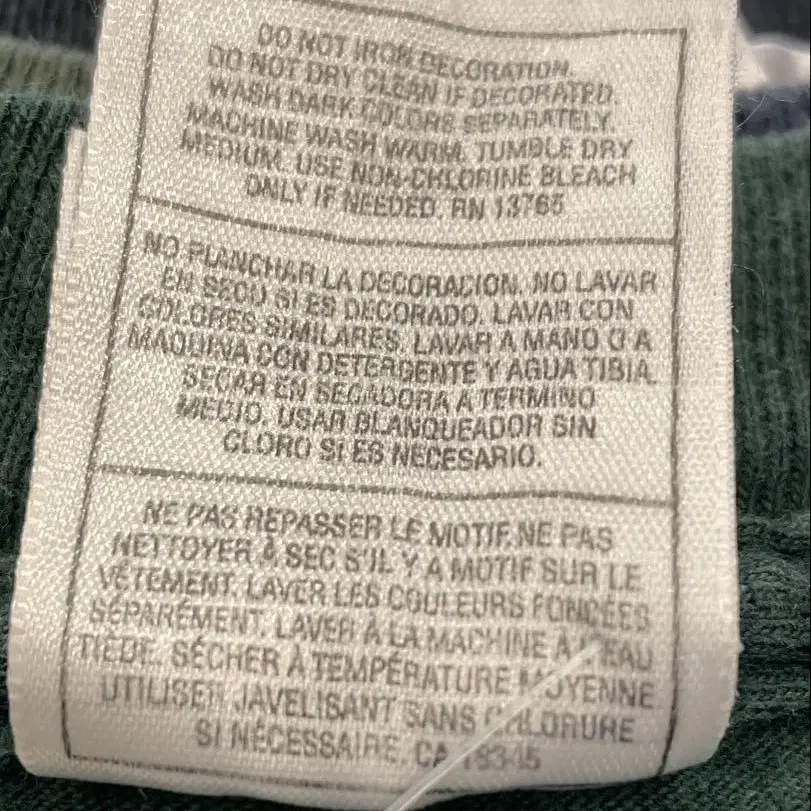 DO NOT IRON DECORATION.
DO NOT DRY CLEAN IF DECORATED.
WASH DARK COLORS SEPARATELY.
MACHINE WASH WARM. TUMBLE DRY
MEDIUM. USE NON-CHLORINE BLEACH
ONLY IF NEEDED. RN 13765
NO PLANCHAR LA DECORACION. NO LAVAR
EN SECO SI ES DECORADO. LAVAR CON
COLORES SIMILARES. LAVAR A MANO O A
MAQUINA CON DETERGENTE Y AGUA TIBIA.
SECAR EN SECADORA A TERMINO
MEDIO. USAR BLANQUEADOR SIN
CLORO SI ES NECESARIO.
NE PAS REPASSER LE MOTIF. NE PAS
NETTOYER À SEC S'IL Y A MOTIF SUR LE
VÊTEMENT. LAVER LES COULEURS FONCÉES
SÉPARÉMENT. LAVER À LA MACHINE À L'EAU
TIÈDE. SÉCHER À TEMPÉRATURE MOYENNE
UTILISER JAVELISANT SANS CHLORURE
SI NÉCESSAIRE. CA